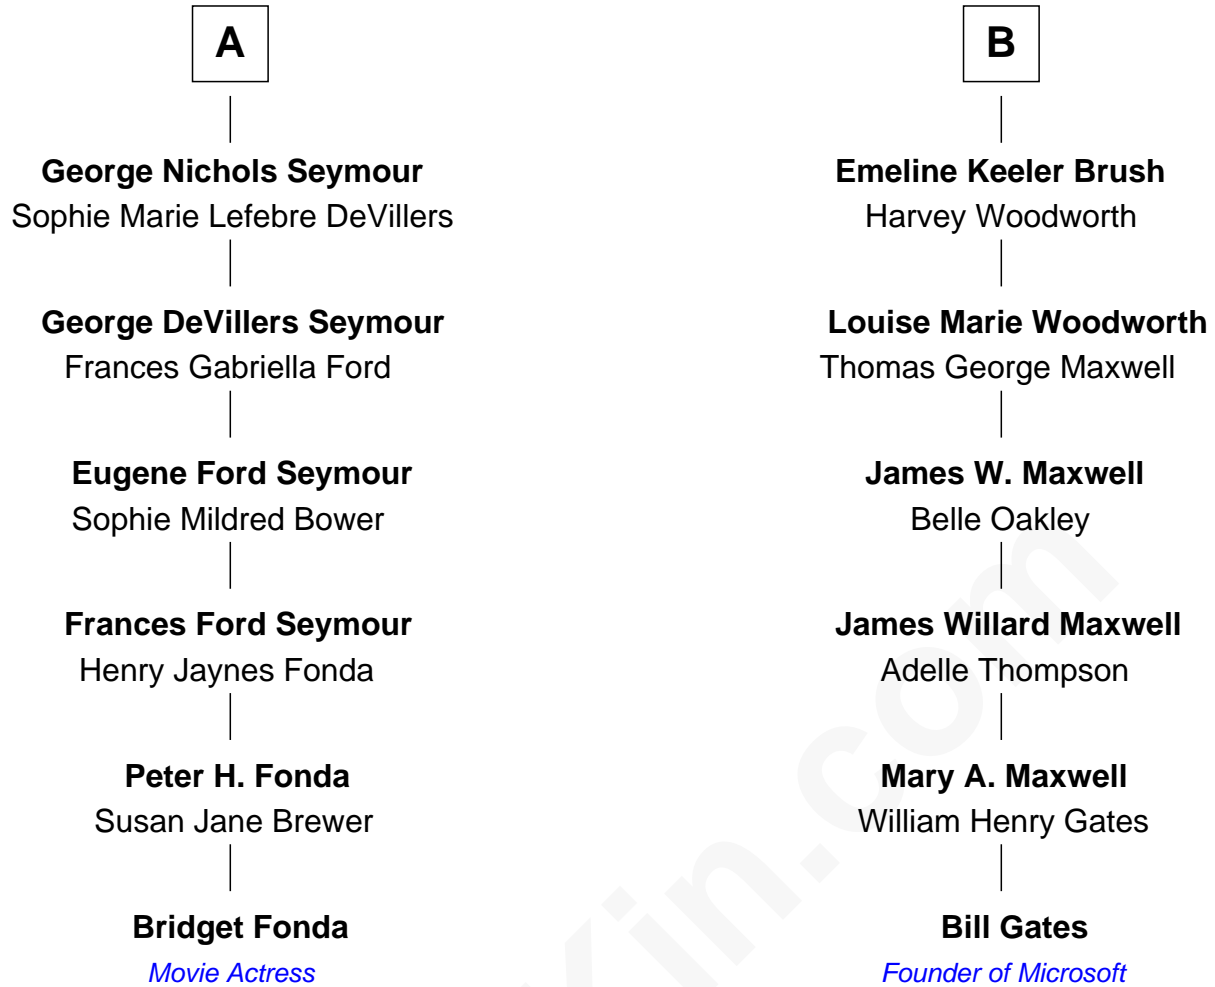 A
B
George Nichols Seymour
Sophie Marie Lefebre DeVillers
Emeline Keeler Brush
Harvey Woodworth
George DeVillers Seymour
Frances Gabriella Ford
Louise Marie Woodworth
Thomas George Maxwell
Eugene Ford Seymour
Sophie Mildred Bower
James W. Maxwell
Belle Oakley
Frances Ford Seymour
Henry Jaynes Fonda
James Willard Maxwell
Adelle Thompson
Peter H. Fonda
Susan Jane Brewer
Mary A. Maxwell
William Henry Gates
Bridget Fonda
Movie Actress
Bill Gates
Founder of Microsoft